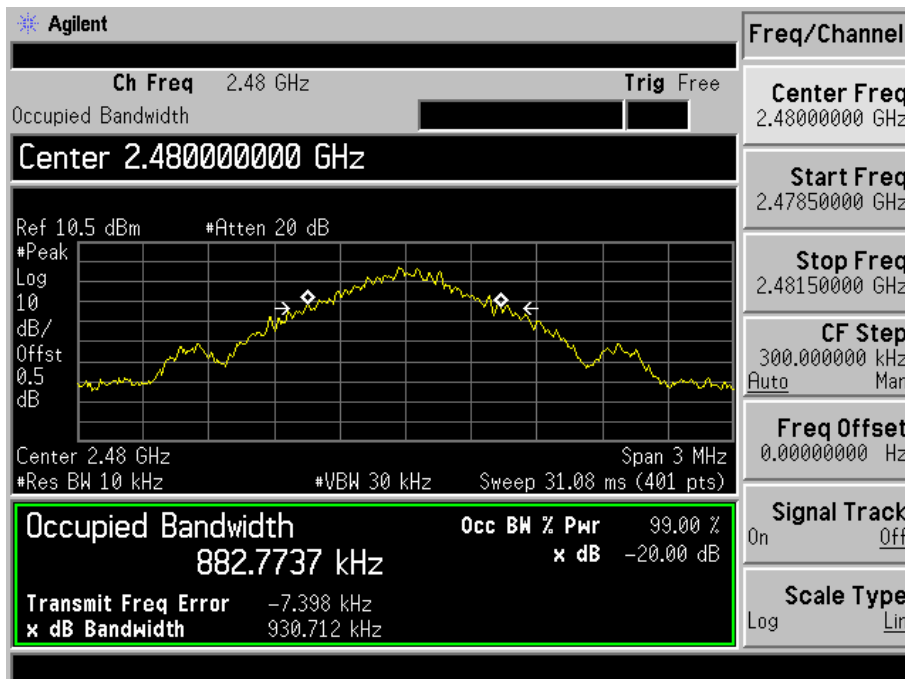 Agilent
Freq/Channel
Ch Freq 2.48 GHz Trig Free
Occupied Bandwidth
Center 2.480000000 GHz
Ref 10.5 dBm #Atten 20 dB
#Peak
Log
10
dB/
Offst
0.5
dB
Center 2.48 GHz Span 3 MHz
#Res BW 10 kHz #VBW 30 kHz Sweep 31.08 ms (401 pts)
Occupied Bandwidth
882.7737 kHz
Occ BW % Pwr 99.00 %
x dB -20.00 dB
Transmit Freq Error -7.398 kHz
x dB Bandwidth 930.712 kHz
Center Freq
2.48000000 GHz
Start Freq
2.47850000 GHz
Stop Freq
2.48150000 GHz
CF Step
300.000000 kHz
Auto Man
Freq Offset
0.00000000 Hz
Signal Track
On Off
Scale Type
Log Lin